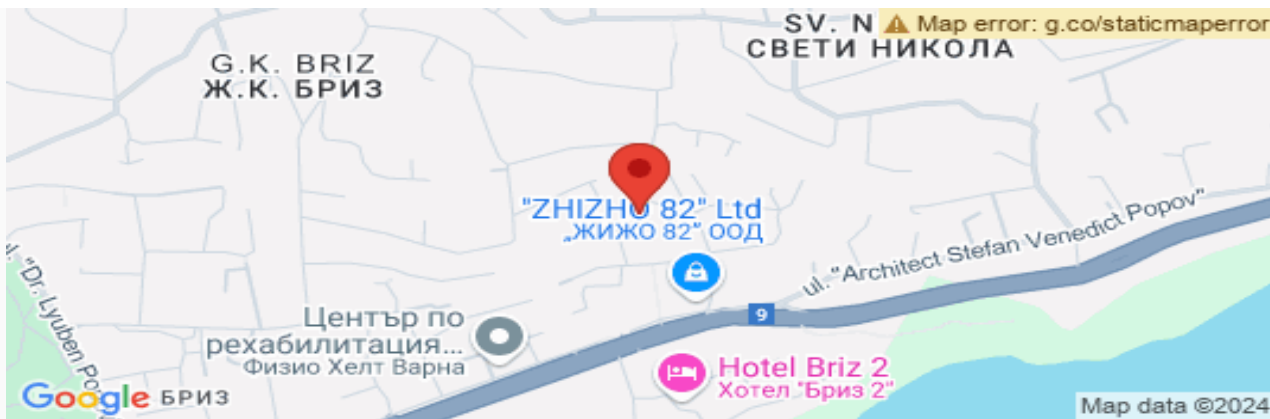 SV. N
⚠ Map error: g.co/staticmaperror
СВЕТИ НИКОЛА
G.K. BRIZ
Ж.К. БРИЗ
"ZHIZHO 82" Ltd
„ЖИЖО 82" ООД
ul. "Architect Stefan Venedict Popov"
l. "Dr. Lyuben Po
9
Център по
рехабилитация...
Физио Хелт Варна
Hotel Briz 2
Хотел "Бриз 2"
Google
БРИЗ
Map data ©2024